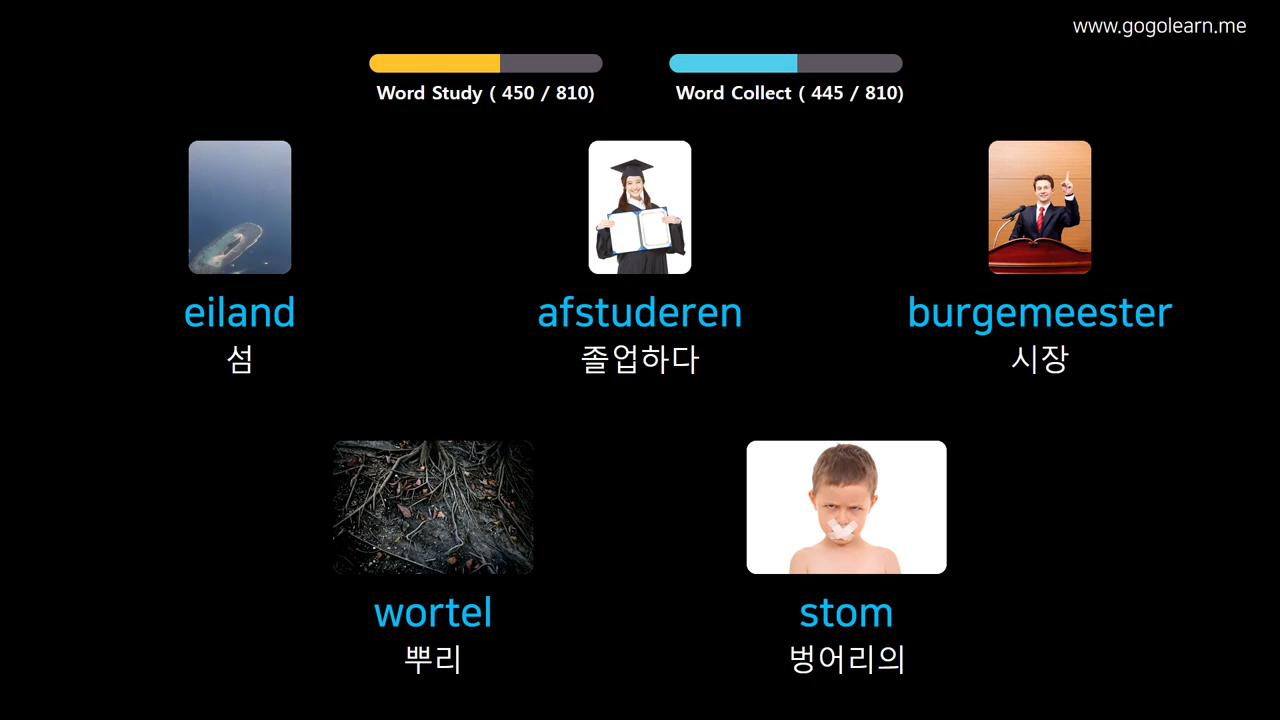 www.gogolearn.me
Word Study ( 450 / 810)
Word Collect ( 445 / 810)
eiland
섬
afstuderen
졸업하다
burgemeester
시장
wortel
뿌리
stom
벙어리의